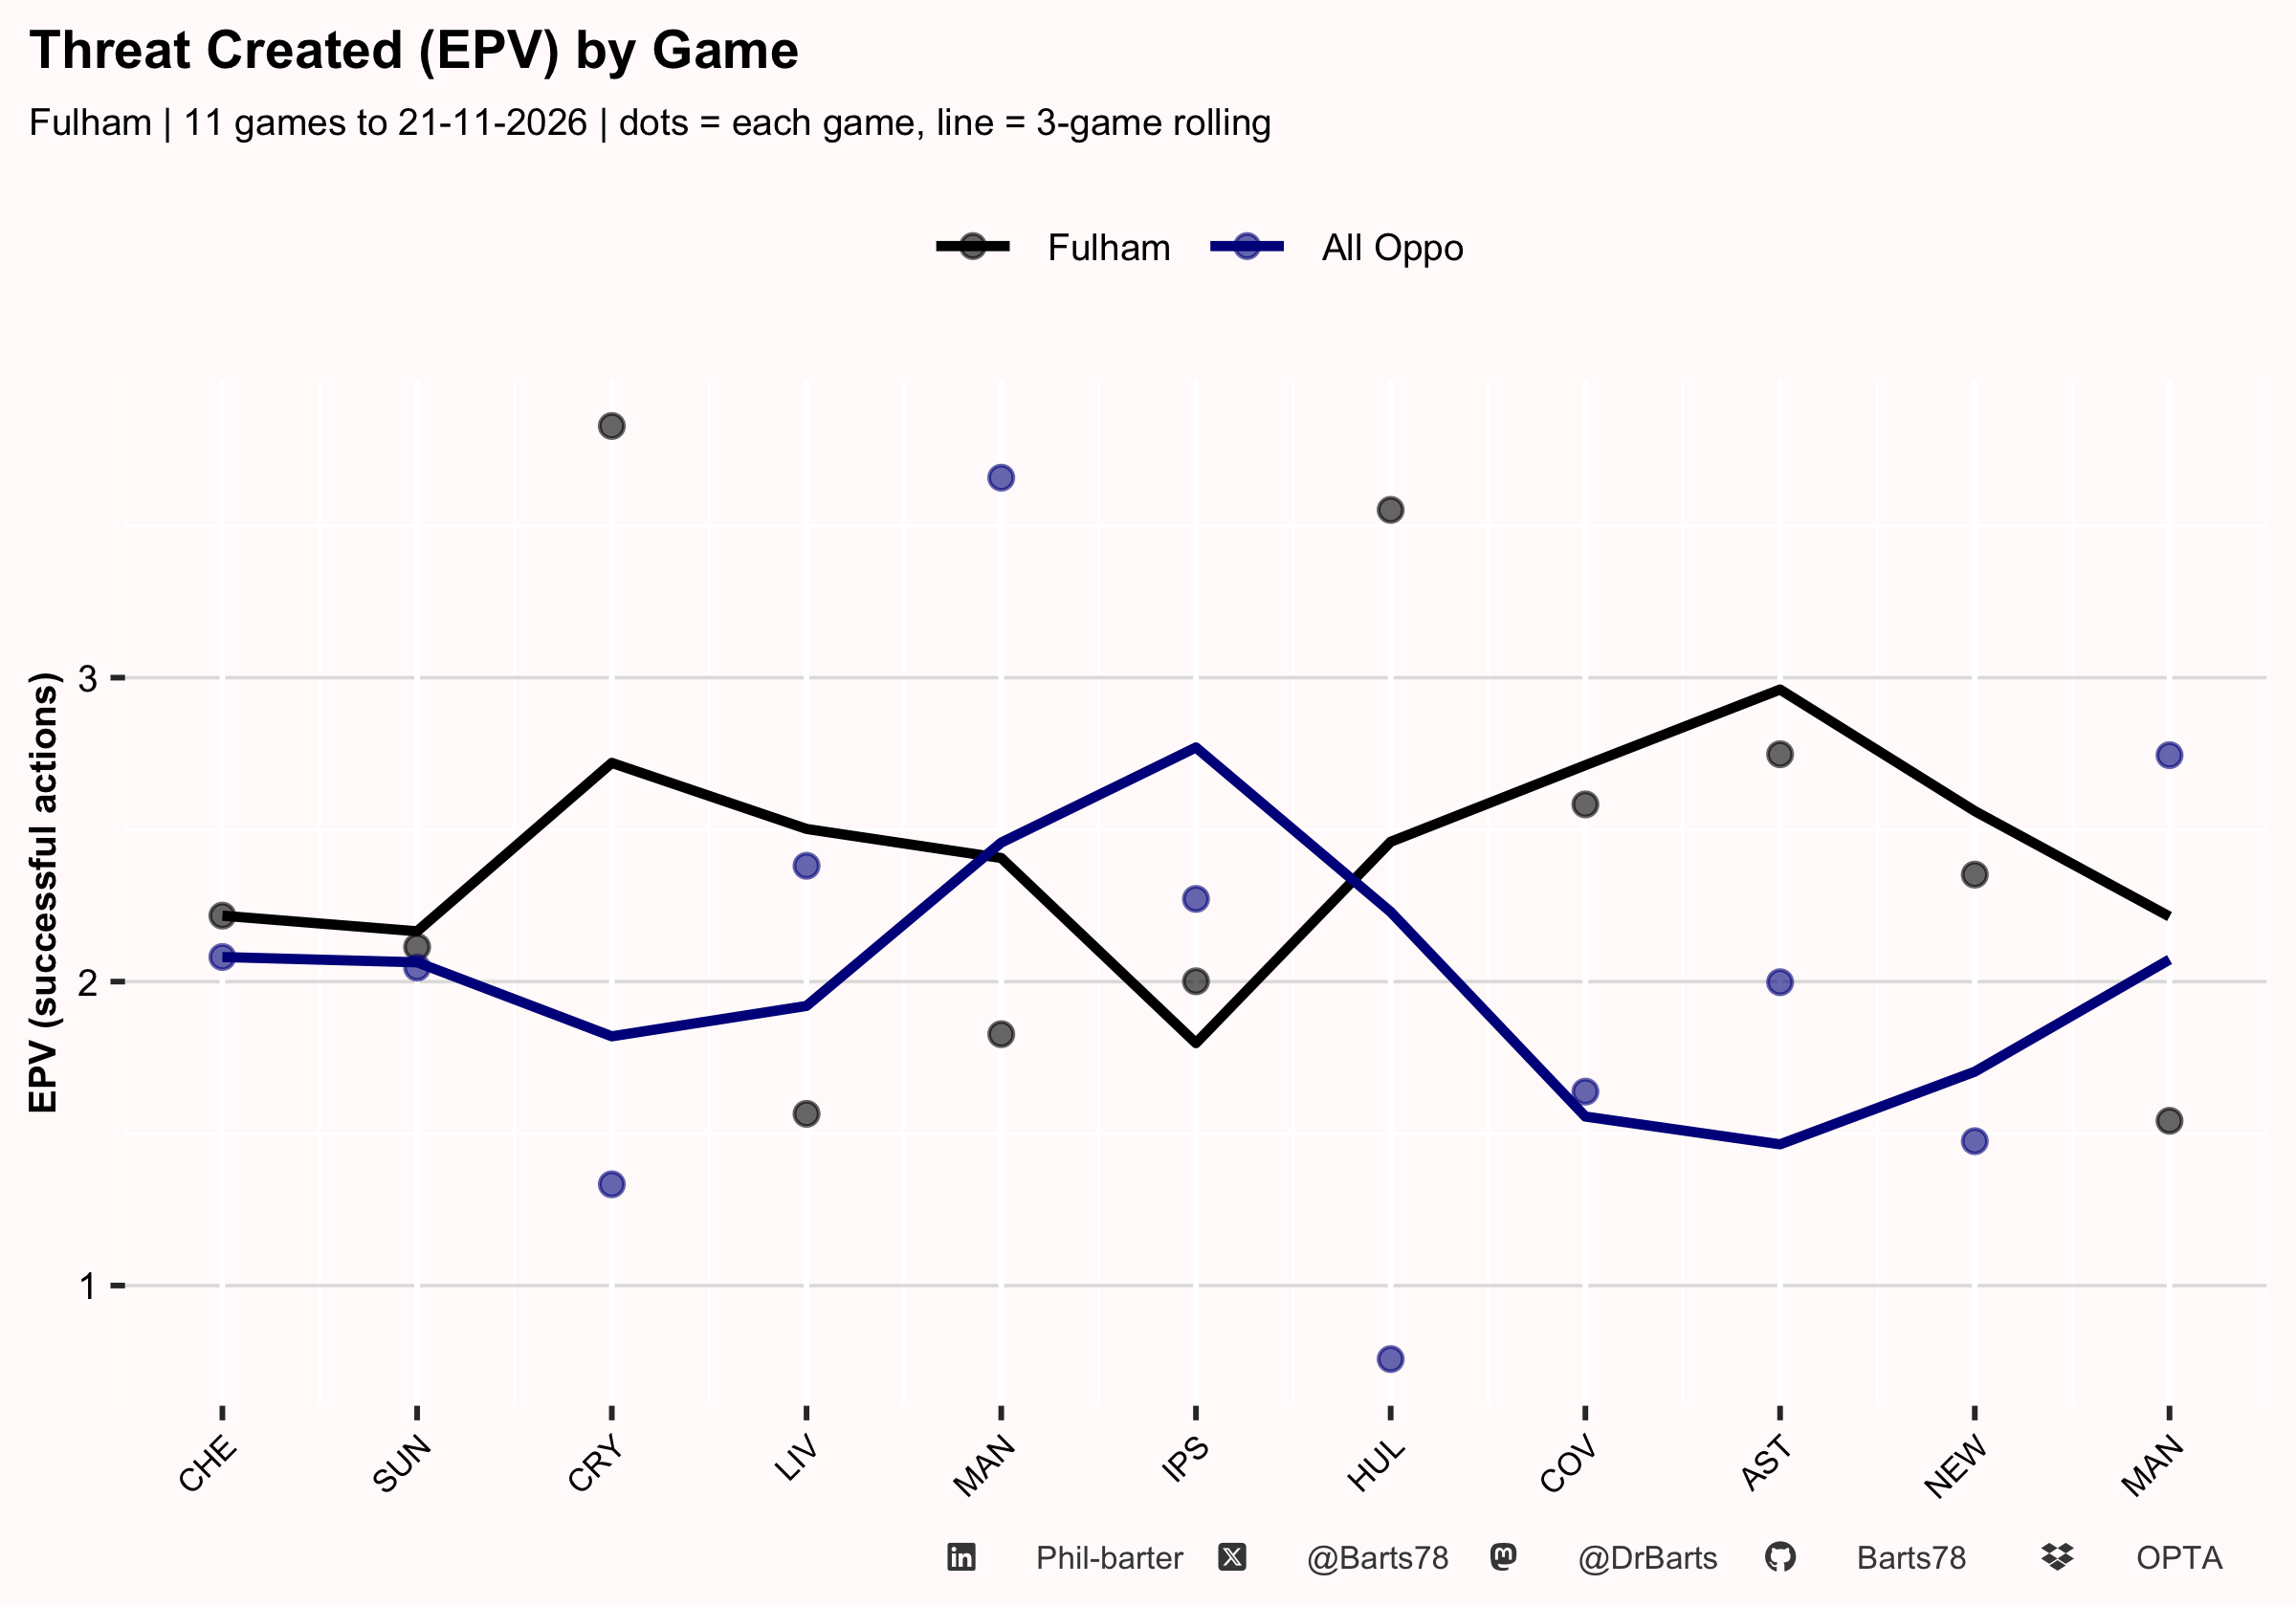 Threat Created (EPV) by Game
Fulham | 11 games to 21-11-2026 | dots = each game, line = 3-game rolling
Fulham All Oppo
EPV (successful actions)
3
2
1
CHE SUN CRY LIV MAN IPS HUL COV AST NEW MAN
Phil-barter @Barts78 @DrBarts Barts78 OPTA